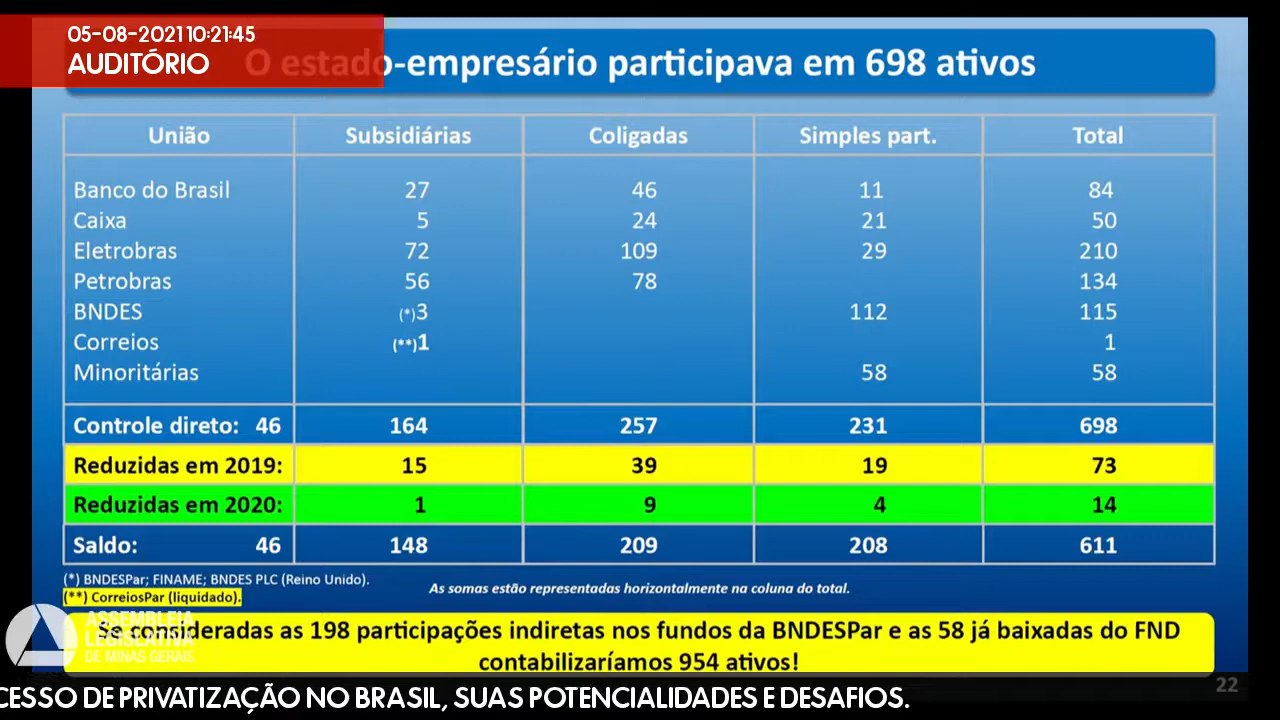 05-08-2021 10:21:45
AUDITÓRIO
O estado-empresário participava em 698 ativos
União Subsidiárias Coligadas Simples part. Total
Banco do Brasil 27 46 11 84
Caixa 5 24 21 50
Eletrobras 72 109 29 210
Petrobras 56 78 134
BNDES (*)3 112 115
Correios (**)1 1
Minoritárias 58 58
Controle direto: 46 164 257 231 698
Reduzidas em 2019: 15 39 19 73
Reduzidas em 2020: 1 9 4 14
Saldo: 46 148 209 208 611
(*) BNDESPar; FINAME; BNDES PLC (Reino Unido).
(**) CorreiosPar (liquidado).
As somas estão representadas horizontalmente na coluna do total.
ASSEMBLEIA
LEGISLATIVA
DE MINAS GERAIS
Se consideradas as 198 participações indiretas nos fundos da BNDESPar e as 58 já baixadas do FND
contabilizaríamos 954 ativos!
22
CESSO DE PRIVATIZAÇÃO NO BRASIL, SUAS POTENCIALIDADES E DESAFIOS.